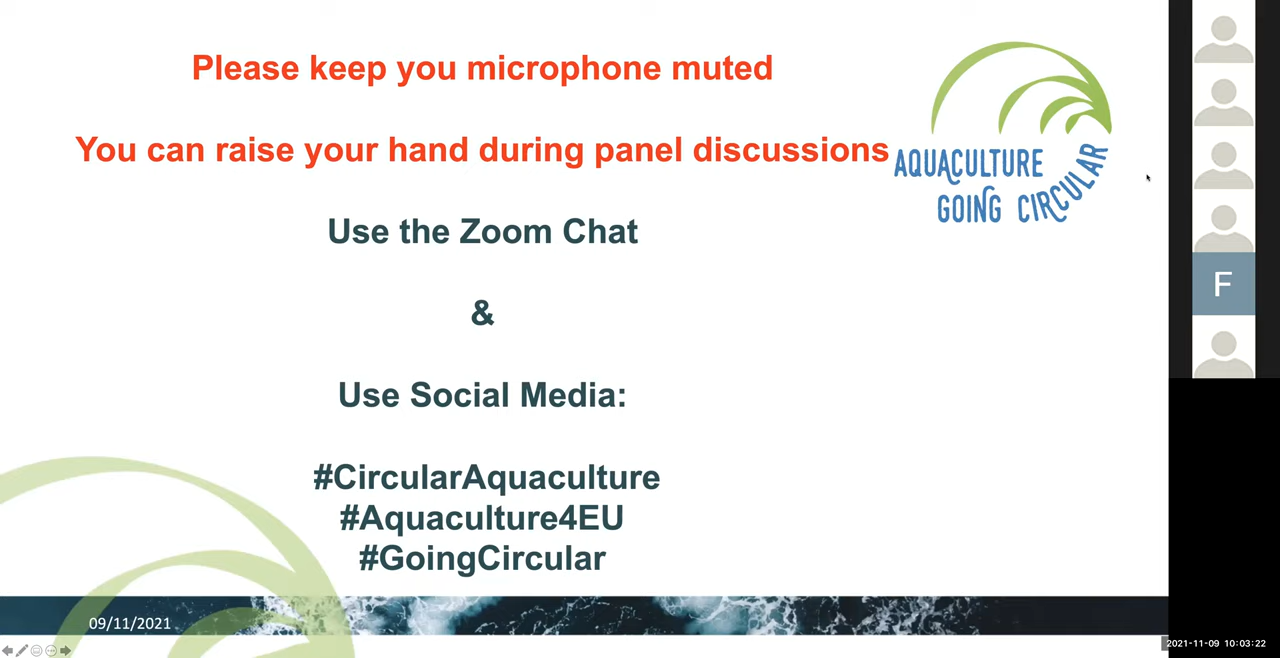 Please keep you microphone muted
You can raise your hand during panel discussions
AQUACULTURE
GOING CIRCULAR
Use the Zoom Chat
&
Use Social Media:
#CircularAquaculture
#Aquaculture4EU
#GoingCircular
F
09/11/2021
2021-11-09 10:03:22